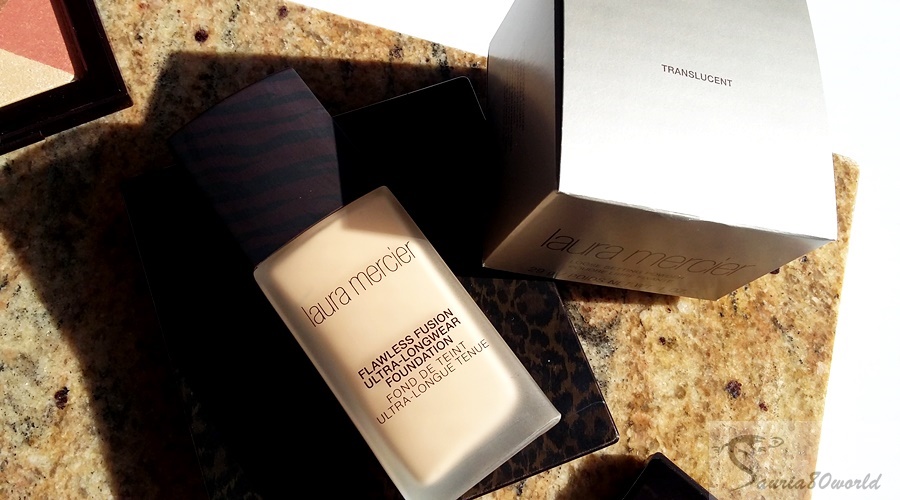 TRANSLUCENT
laura mercier
laura mercier
FLAWLESS FUSION
ULTRA-LONGWEAR
FOUNDATION
FOND DE TEINT
ULTRA-LONGUE TENUE
Sauria80world